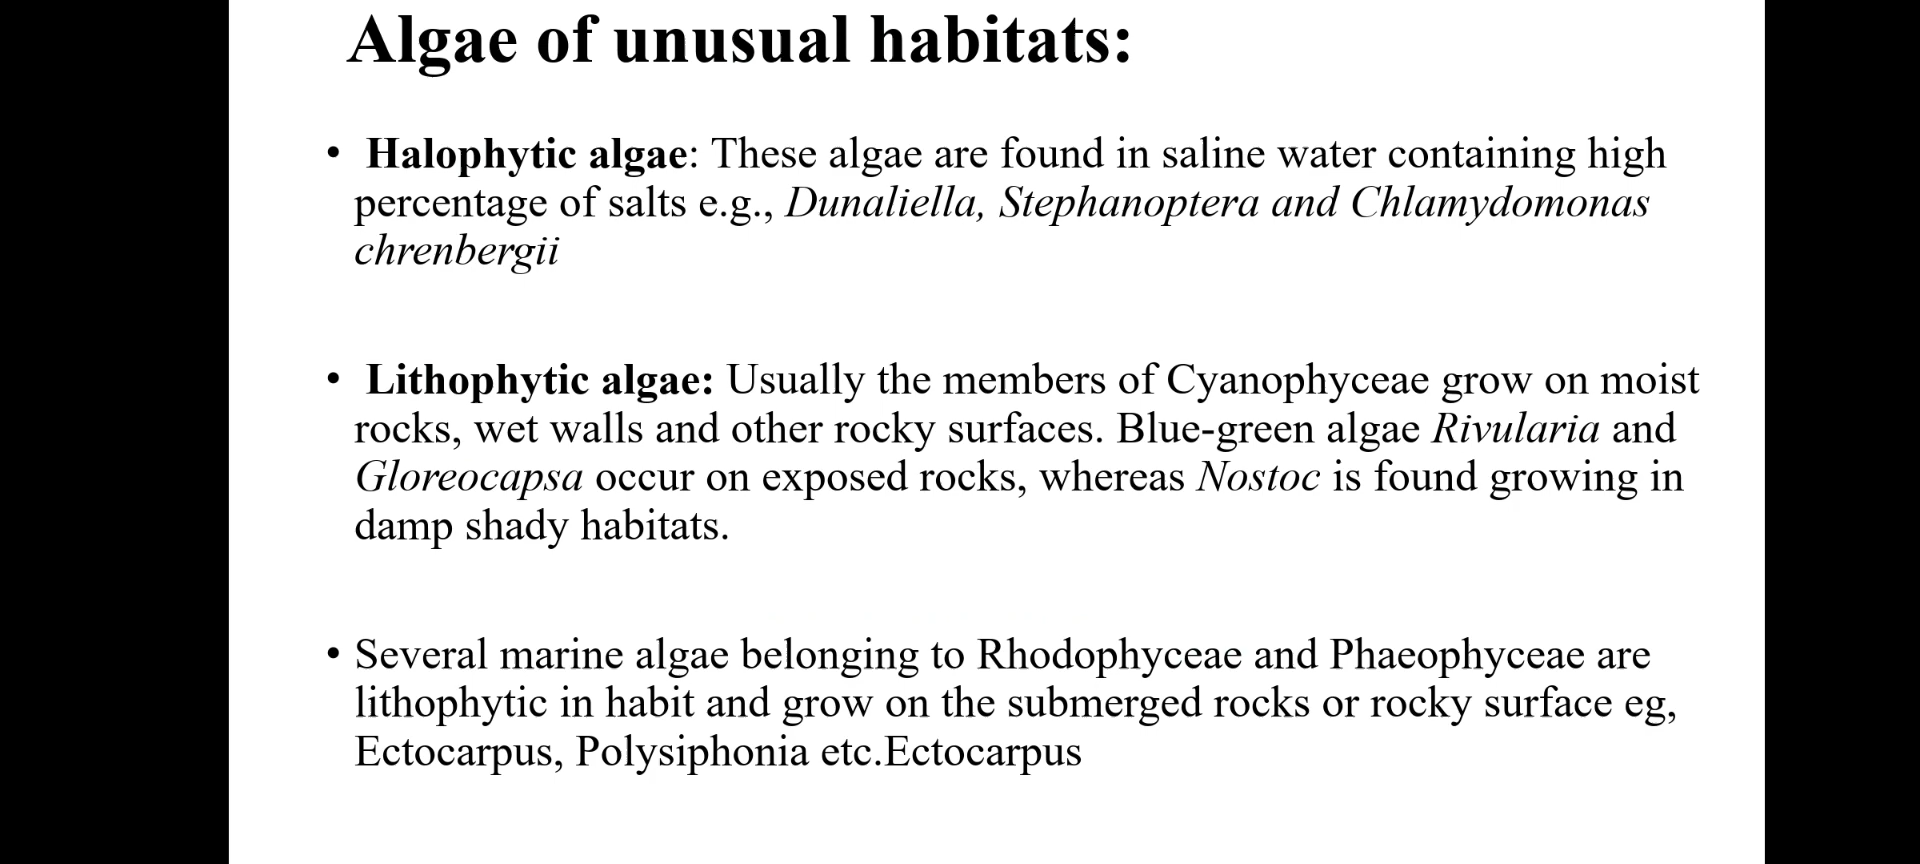 Algae of unusual habitats:
• Halophytic algae: These algae are found in saline water containing high
percentage of salts e.g., Dunaliella, Stephanoptera and Chlamydomonas
chrenbergii
• Lithophytic algae: Usually the members of Cyanophyceae grow on moist
rocks, wet walls and other rocky surfaces. Blue-green algae Rivularia and
Gloreocapsa occur on exposed rocks, whereas Nostoc is found growing in
damp shady habitats.
• Several marine algae belonging to Rhodophyceae and Phaeophyceae are
lithophytic in habit and grow on the submerged rocks or rocky surface eg,
Ectocarpus, Polysiphonia etc.Ectocarpus